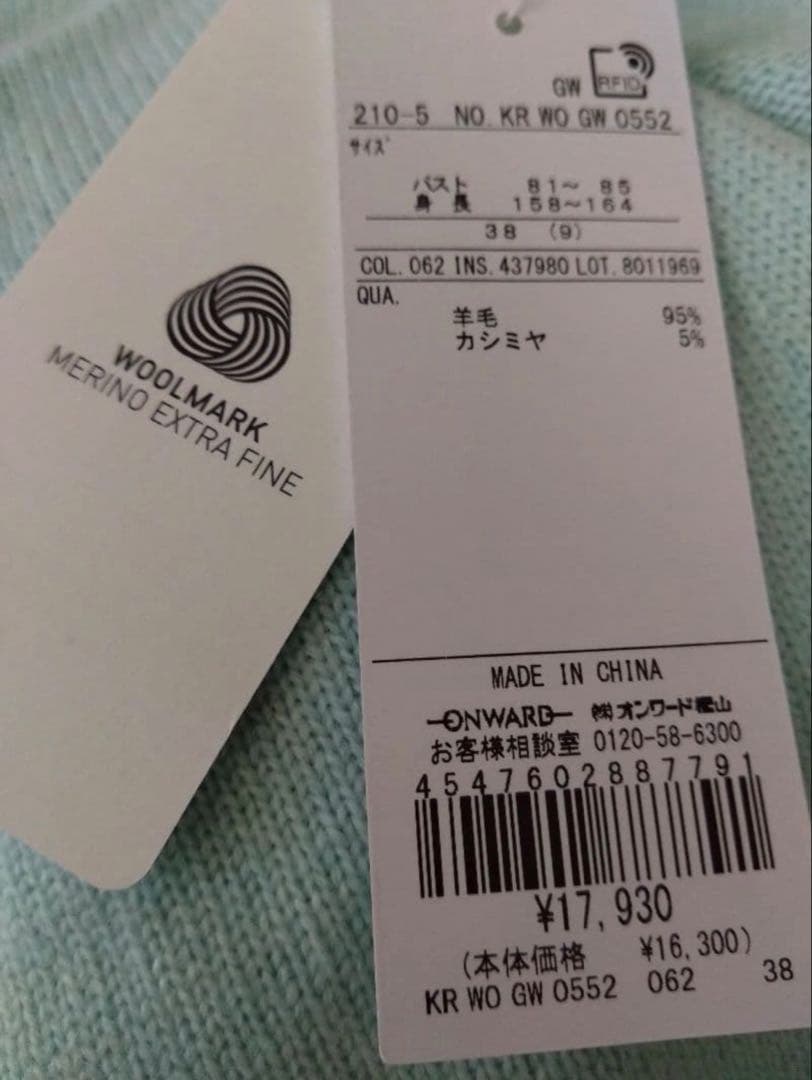 WOOLMARK
MERINO EXTRA FINE
GW RFID
210-5 NO. KR WO GW 0552
サイズ
バスト 81～ 85
身長 158～164
38 (9)
COL. 062 INS. 437980 LOT. 8011969
QUA.
羊毛 95%
カシミヤ 5%
MADE IN CHINA
ONWARD ㈱オンワード樫山
お客様相談室 0120-58-6300
4547602887791
¥17,930
(本体価格 ¥16,300)
KR WO GW 0552 062 38